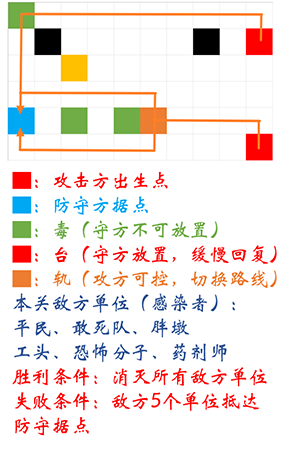 ：攻击方出生点
：防守方据点
：毒（守方不可放置）
：台（守方放置，缓慢回复）
：轨（攻方可控，切换路线）
本关敌方单位（感染者）：
平民、敢死队、胖墩
工头、恐怖分子、药剂师
胜利条件：消灭所有敌方单位
失败条件：敌方5个单位抵达
防守据点